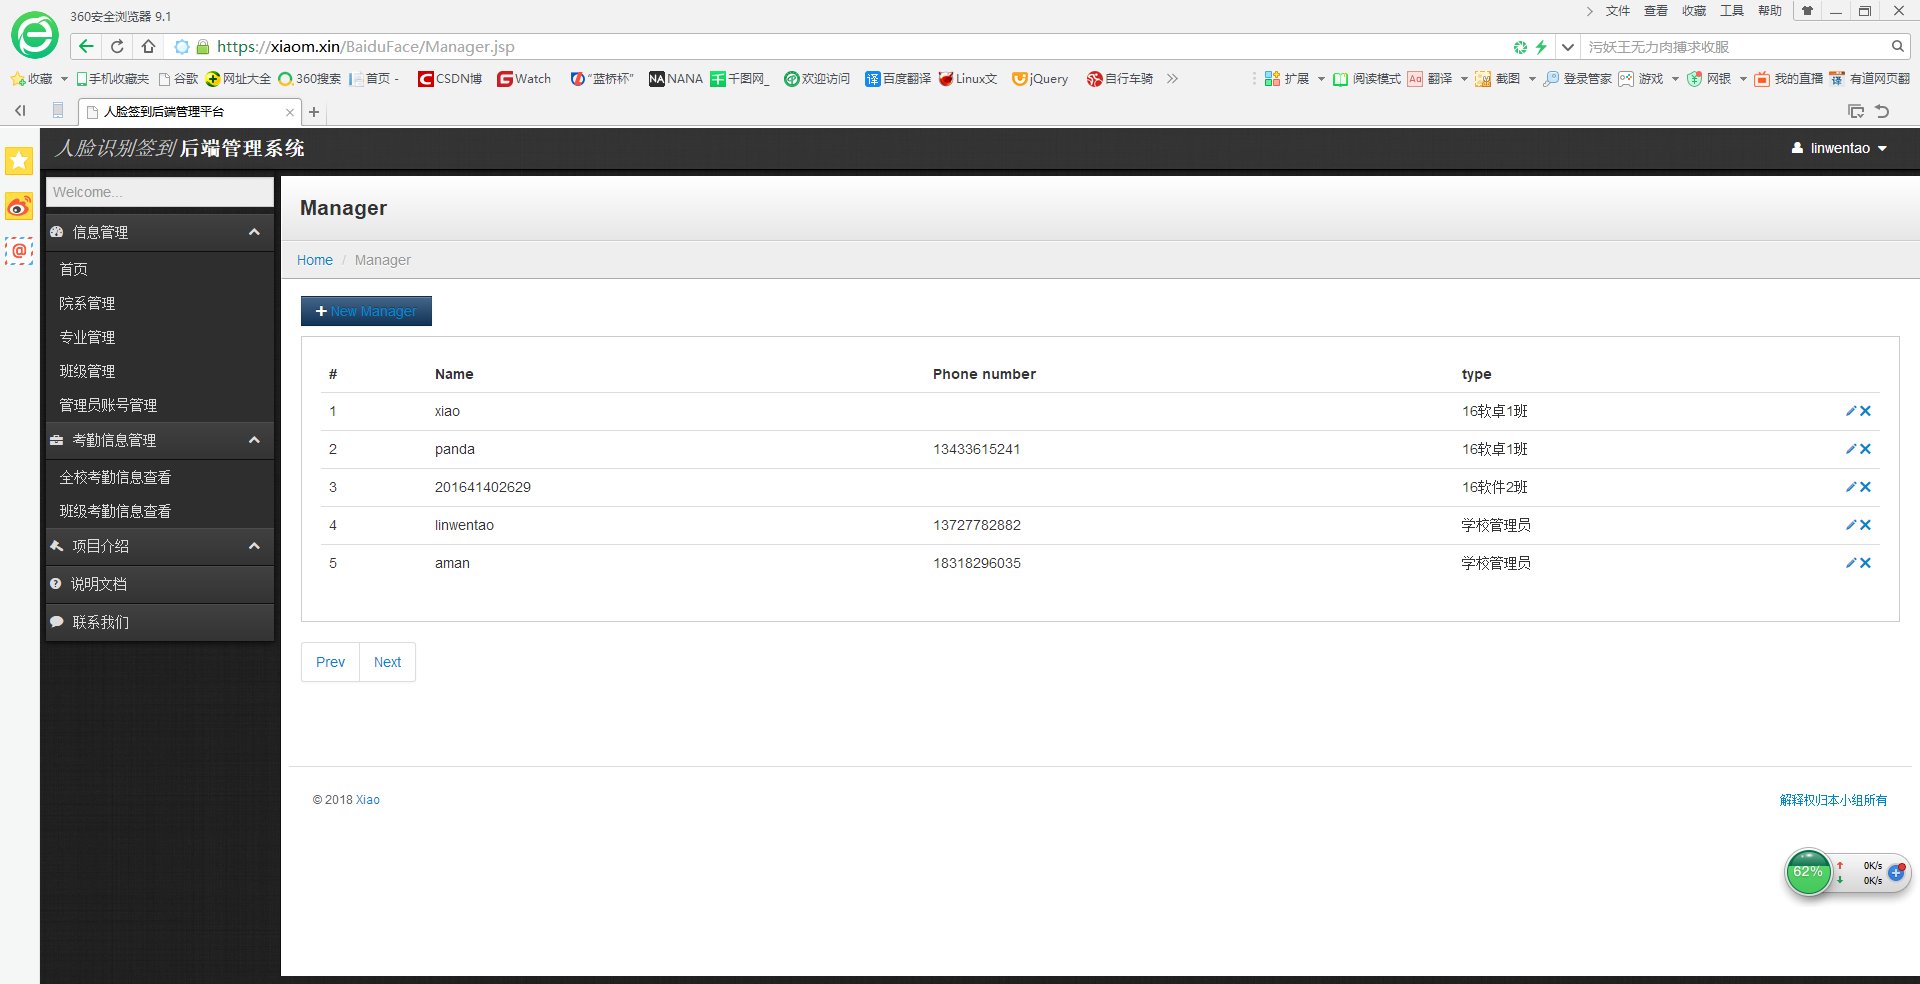 360安全浏览器 9.1
文件 查看 收藏 工具 帮助
https://xiaom.xin/BaiduFace/Manager.jsp
污妖王无力肉搏求收服
收藏 手机收藏夹 谷歌 网址大全 360搜索 首页 - CSDN博 Watch "蓝桥杯" NANA 千图网_ 欢迎访问 百度翻译 Linux文 jQuery 自行车骑
扩展 阅读模式 翻译 截图 登录管家 游戏 网银 我的直播 有道网页翻
人脸签到后端管理平台
人脸识别签到 后端管理系统
linwentao
Welcome...
信息管理
首页
院系管理
专业管理
班级管理
管理员账号管理
考勤信息管理
全校考勤信息查看
班级考勤信息查看
项目介绍
说明文档
联系我们
Manager
Home / Manager
New Manager
# Name Phone number type
1 xiao 16软卓1班
2 panda 13433615241 16软卓1班
3 201641402629 16软件2班
4 linwentao 13727782882 学校管理员
5 aman 18318296035 学校管理员
Prev Next
© 2018 Xiao
解释权归本小组所有
62%
0K/s
0K/s